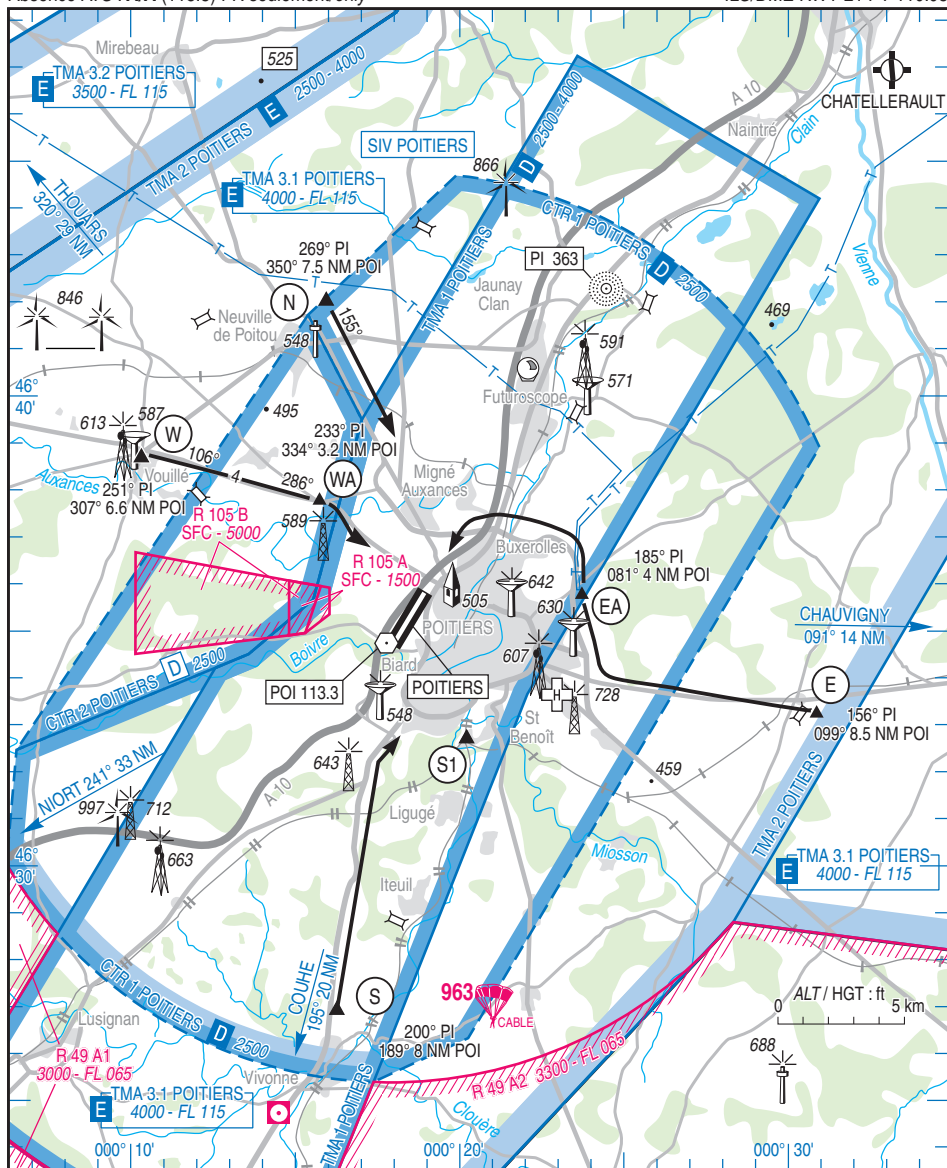 Mirebeau
525
TMA 3.2 POITIERS
3500 - FL 115
E
TMA 2 POITIERS
E
2500 - 4000
SIV POITIERS
866
D
2500-4000
A 10
CHATELLERAULT
Naintré
Clain
THOUARS
320° 29 NM
E
TMA 3.1 POITIERS
4000 - FL 115
CTR 1 POITIERS
D
2500
Vienne
269° PI
350° 7.5 NM POI
N
155°
TMA 1 POITIERS
PI 363
Jaunay
Clan
846
Neuville
de Poitou
548
469
591
571
Futuroscope
46°
40'
495
613
587
W
Vouillé
106°
4
286°
251° PI
307° 6.6 NM POI
233° PI
334° 3.2 NM POI
WA
Migné
Auxances
Auxances
R 105 B
SFC - 5000
589
R 105 A
SFC - 1500
Buxerolles
505
642
630
185° PI
081° 4 NM POI
EA
CHAUVIGNY
091° 14 NM
POITIERS
607
Boivre
Biard
POI 113.3
POITIERS
CTR 2 POITIERS
D
2500
548
728
St
Benoît
E
156° PI
099° 8.5 NM POI
S1
643
459
NIORT 241° 33 NM
A 10
997
712
663
Ligugé
Miosson
TMA 2 POITIERS
46°
30'
E
TMA 3.1 POITIERS
4000 - FL 115
Iteuil
COUHE
195° 20 NM
S
200° PI
189° 8 NM POI
963
CABLE
ALT / HGT : ft
0
5 km
688
Lusignan
CTR 1 POITIERS
D
2500
R 49 A1
3000 - FL 065
R 49 A2 3300 - FL 065
Vivonne
E
TMA 3.1 POITIERS
4000 - FL 115
TMA 1 POITIERS
Clouère
000° 10'
000° 20'
000° 30'